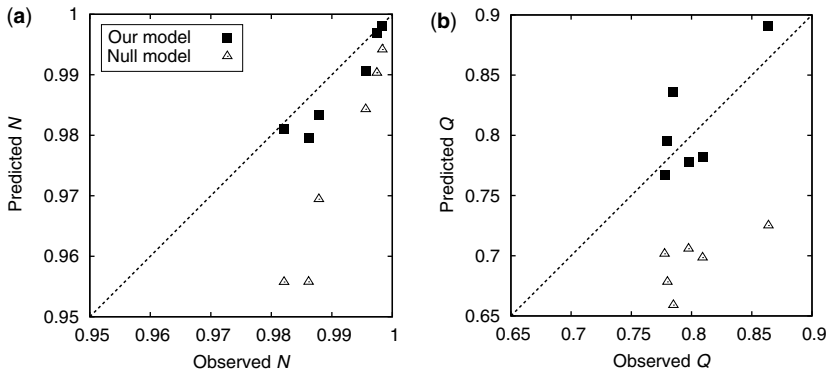 (a)
Our model
Null model
1
0.99
0.98
0.97
0.96
0.95
Predicted N
0.95 0.96 0.97 0.98 0.99 1
Observed N
(b)
0.9
0.85
0.8
0.75
0.7
0.65
Predicted Q
0.65 0.7 0.75 0.8 0.85 0.9
Observed Q